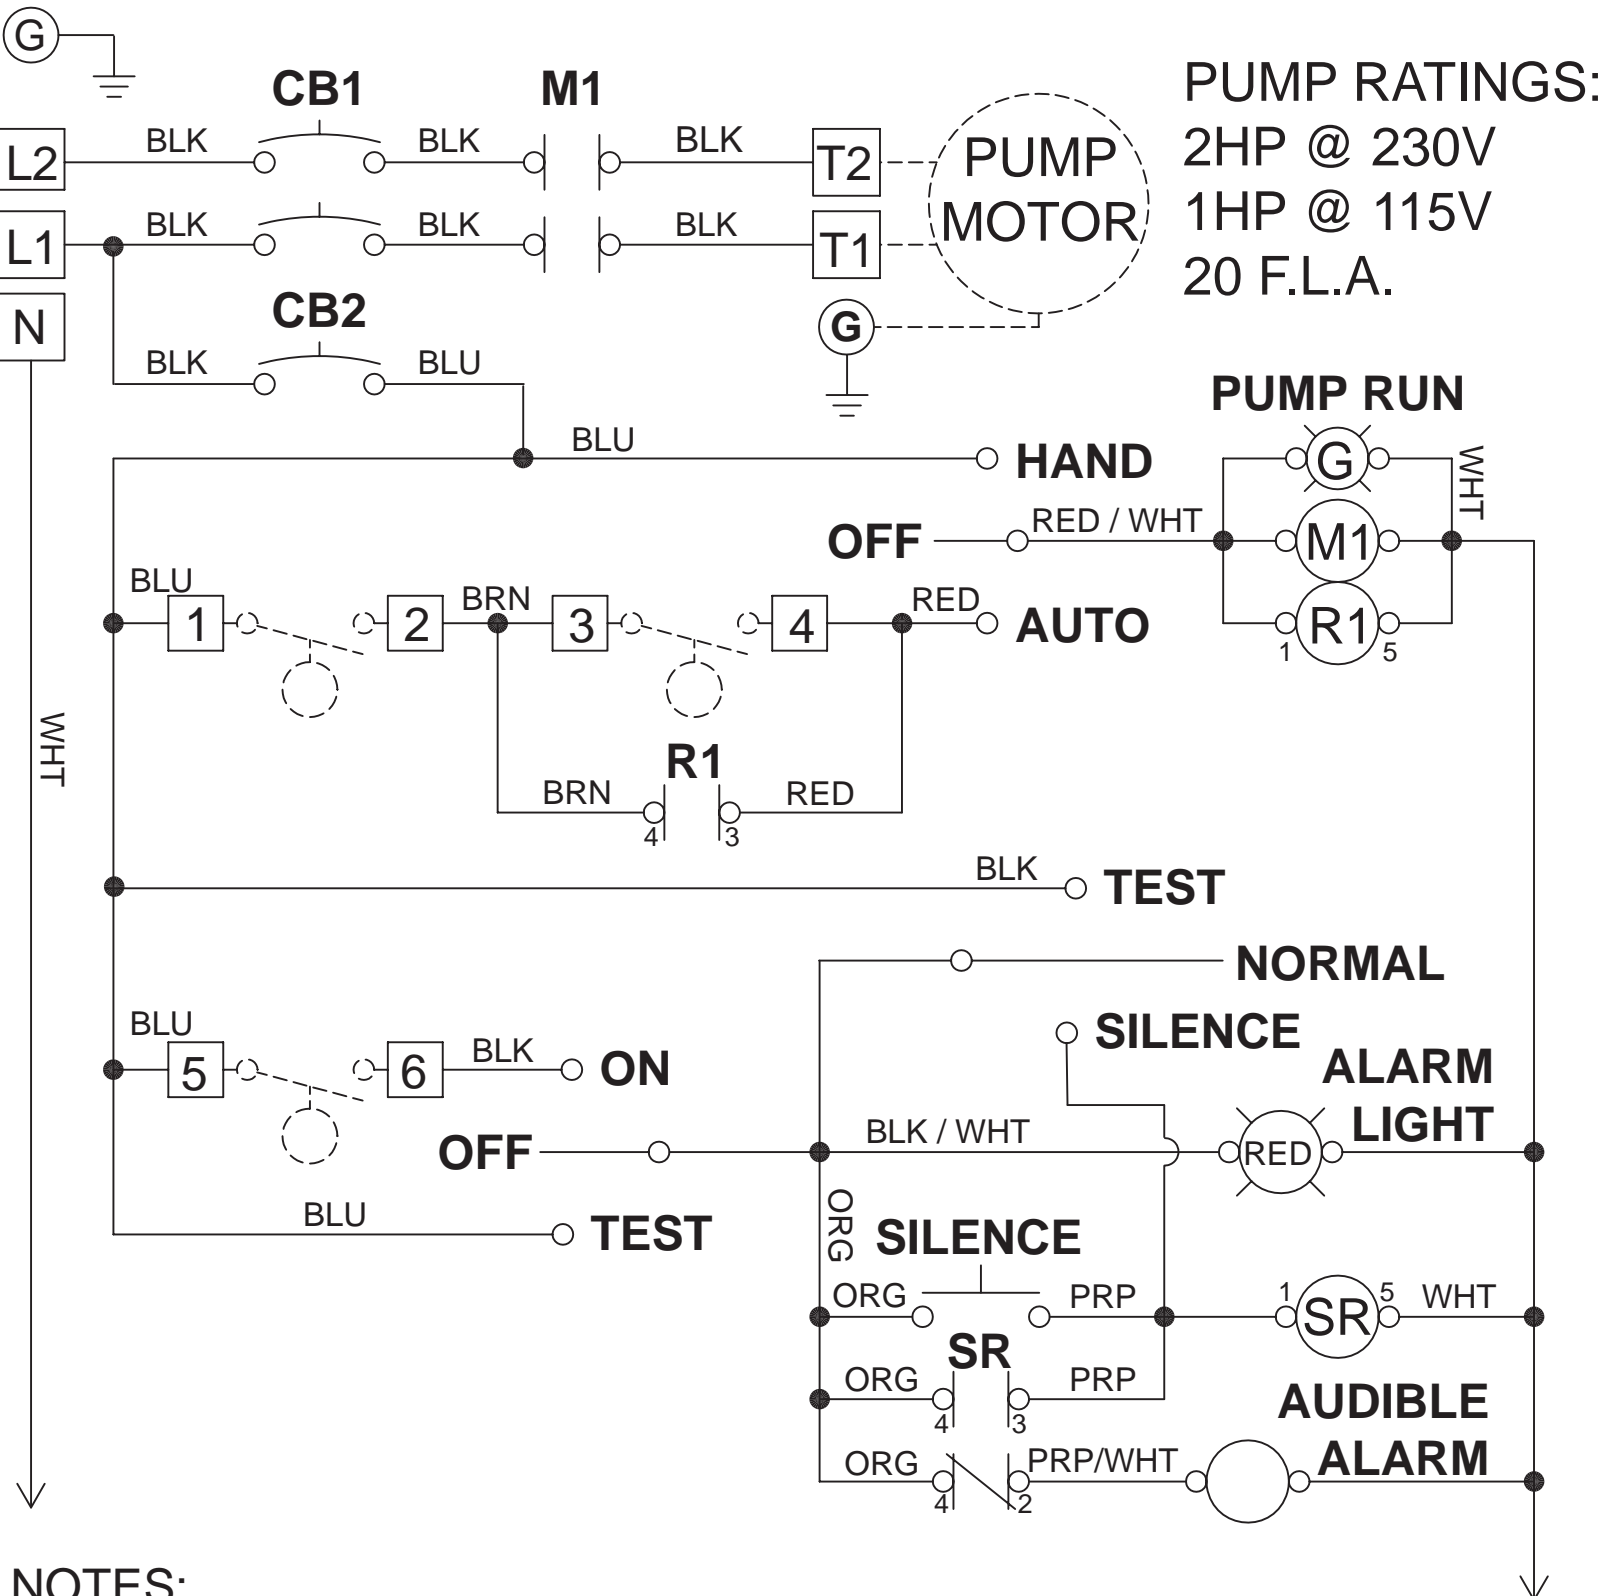 G
CB1
M1
PUMP RATINGS:
L2
BLK
BLK
BLK
T2
PUMP
MOTOR
2HP @ 230V
L1
BLK
BLK
BLK
T1
1HP @ 115V
20 F.L.A.
N
CB2
G
BLK
BLU
PUMP RUN
BLU
HAND
G
WHT
OFF
RED / WHT
M1
BLU
1
2
BRN
3
4
RED
AUTO
R1
1
5
WHT
R1
BRN
RED
4
3
BLK
TEST
NORMAL
BLU
5
6
BLK
ON
SILENCE
ALARM
LIGHT
OFF
BLK / WHT
RED
BLU
TEST
ORG
SILENCE
ORG
PRP
1
SR
5
WHT
SR
ORG
PRP
4
3
AUDIBLE
ALARM
ORG
PRP/WHT
4
2
NOTES: